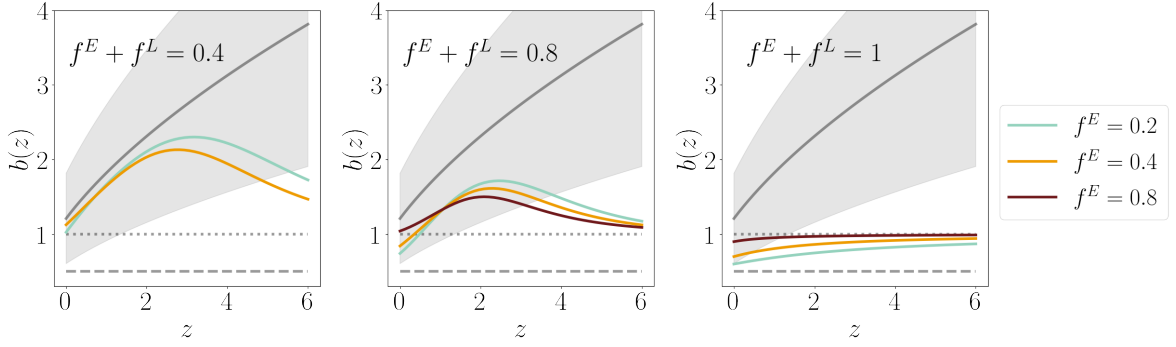 4
3
2
1
b(z)
f^E + f^L = 0.4
0 2 4 6
z
4
3
2
1
b(z)
f^E + f^L = 0.8
0 2 4 6
z
4
3
2
1
b(z)
f^E + f^L = 1
0 2 4 6
z
f^E = 0.2
f^E = 0.4
f^E = 0.8